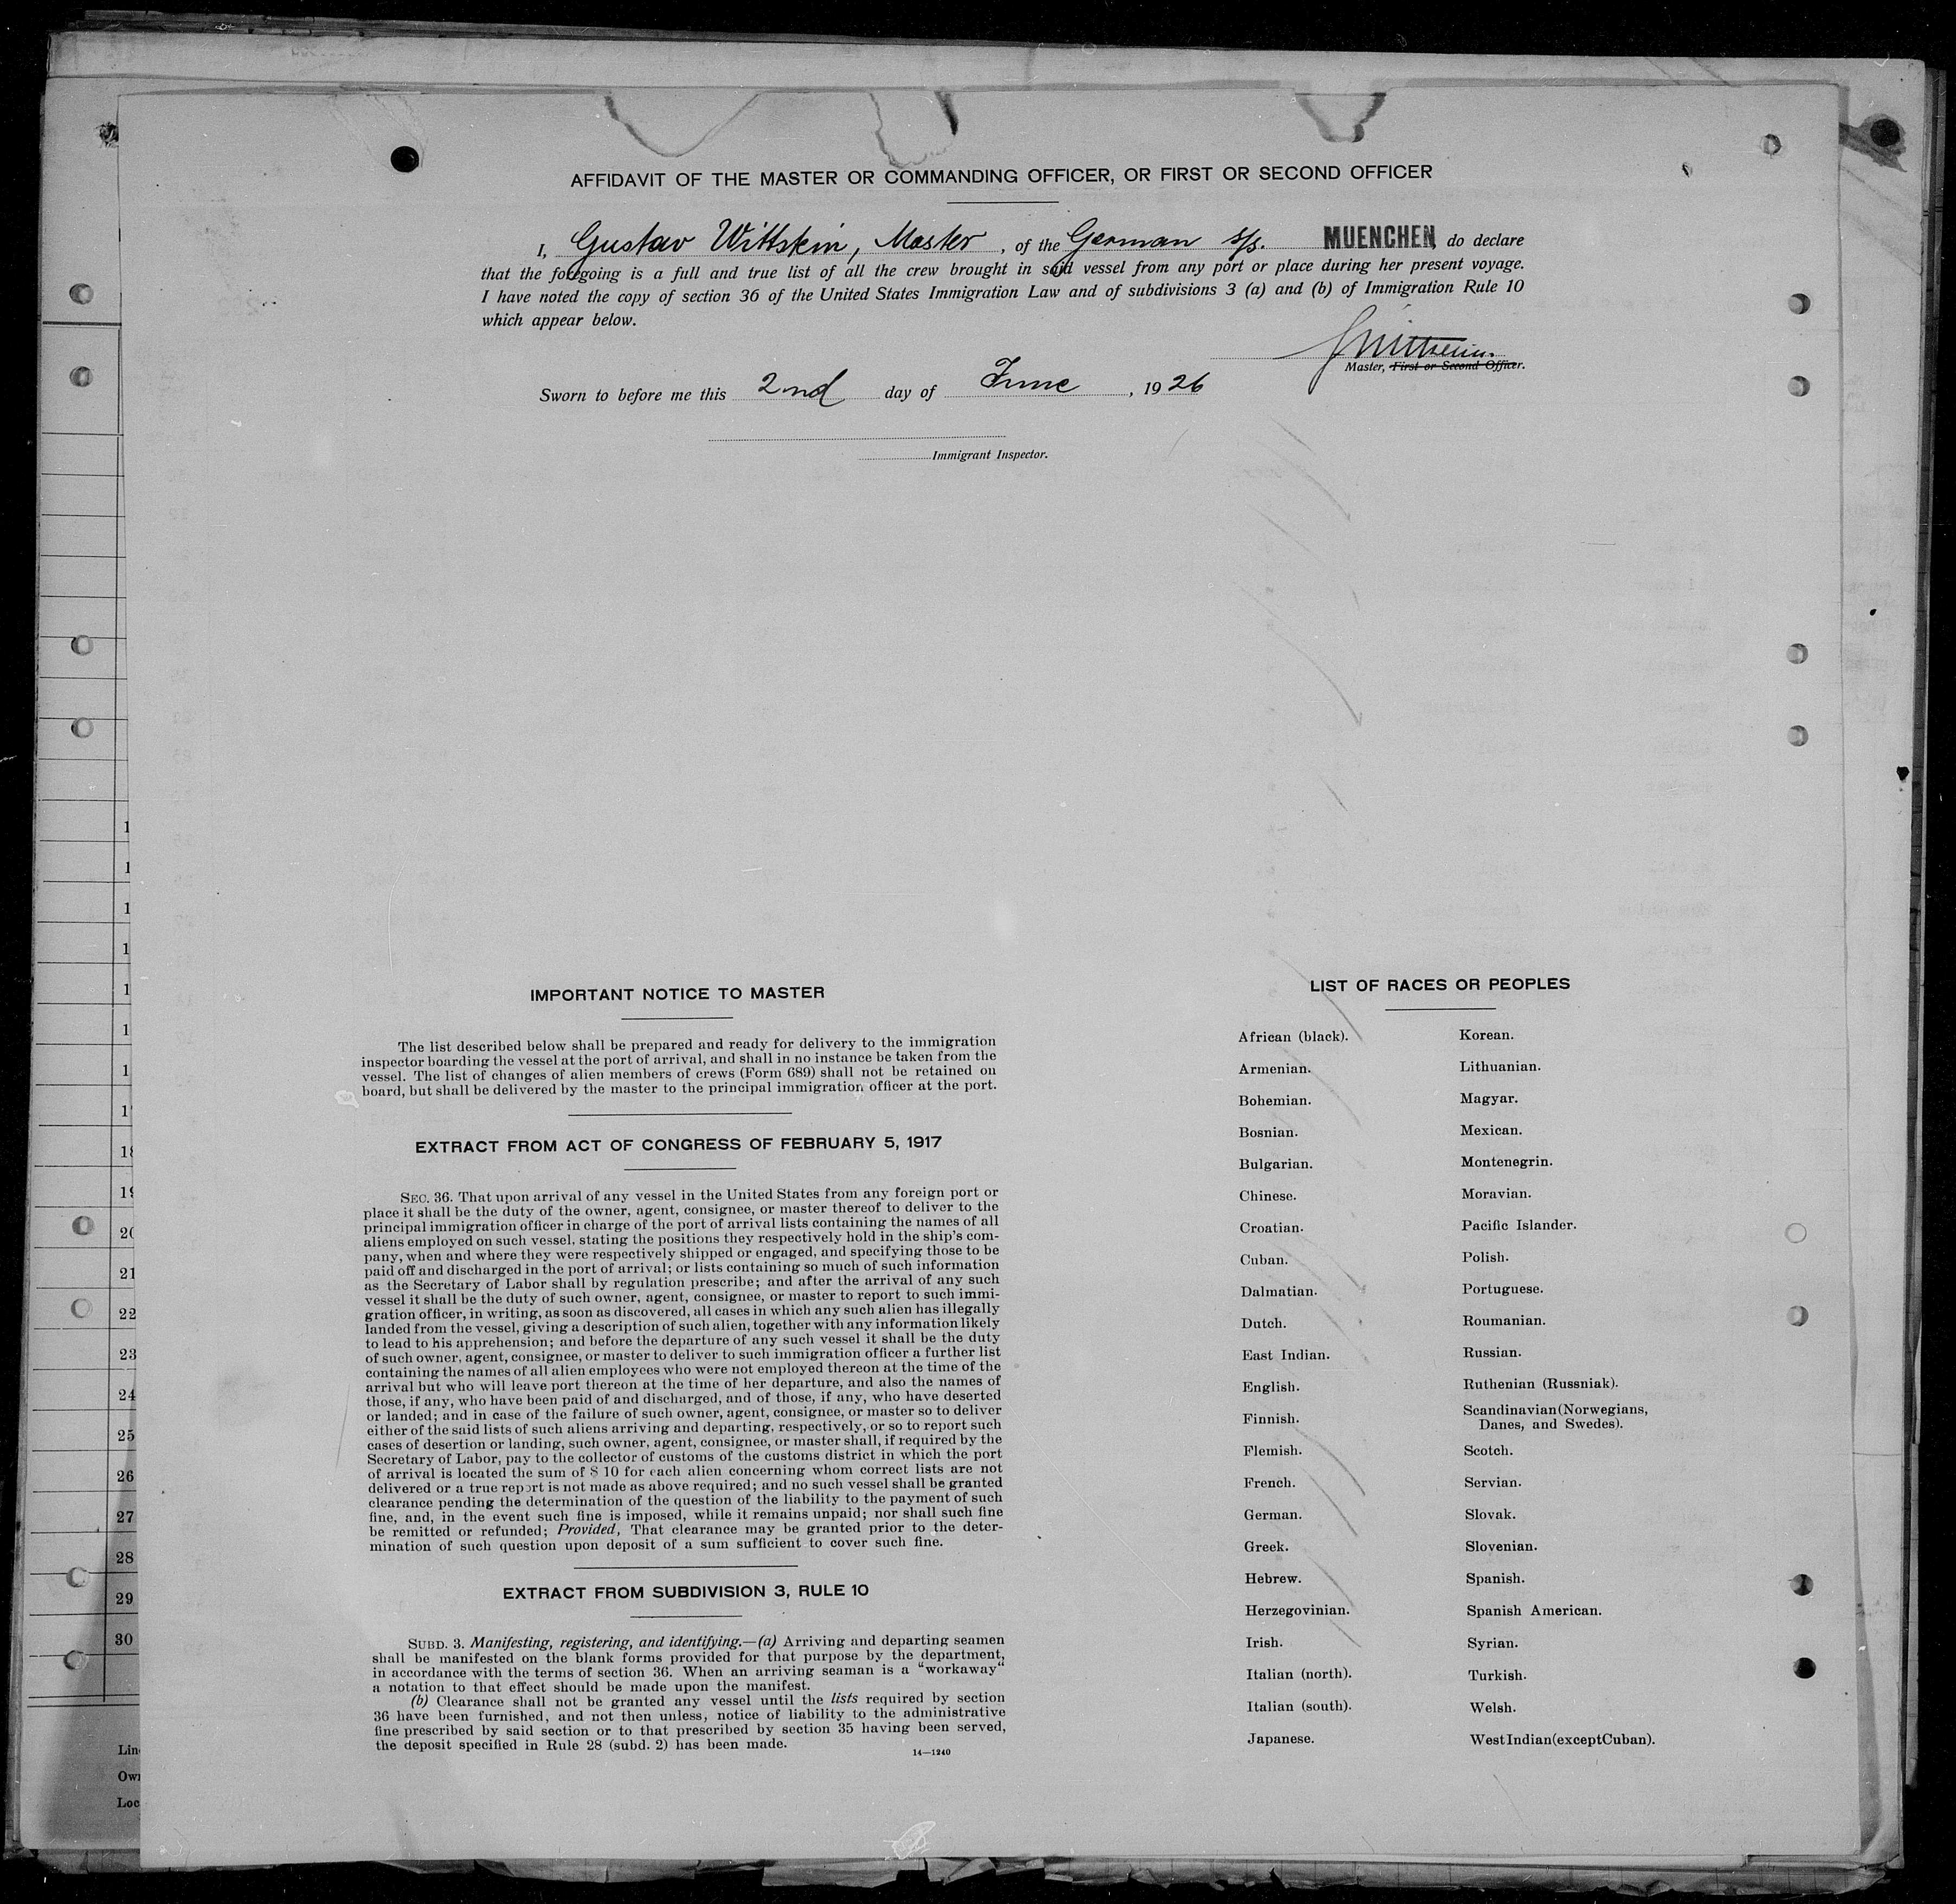 AFFIDAVIT OF THE MASTER OR COMMANDING OFFICER, OR FIRST OR SECOND OFFICER
I, Gustav Wittstein, Master, of the German s/s. MUENCHEN, do declare
that the foregoing is a full and true list of all the crew brought in said vessel from any port or place during her present voyage.
I have noted the copy of section 36 of the United States Immigration Law and of subdivisions 3 (a) and (b) of Immigration Rule 10
which appear below.
Master, First or Second Officer.
Sworn to before me this 2nd day of June, 1926
Immigrant Inspector.
IMPORTANT NOTICE TO MASTER
The list described below shall be prepared and ready for delivery to the immigration
inspector boarding the vessel at the port of arrival, and shall in no instance be taken from the
vessel. The list of changes of alien members of crews (Form 689) shall not be retained on
board, but shall be delivered by the master to the principal immigration officer at the port.
EXTRACT FROM ACT OF CONGRESS OF FEBRUARY 5, 1917
SEC. 36. That upon arrival of any vessel in the United States from any foreign port or
place it shall be the duty of the owner, agent, consignee, or master thereof to deliver to the
principal immigration officer in charge of the port of arrival lists containing the names of all
aliens employed on such vessel, stating the positions they respectively hold in the ship's com-
pany, when and where they were respectively shipped or engaged, and specifying those to be
paid off and discharged in the port of arrival; or lists containing so much of such information
as the Secretary of Labor shall by regulation prescribe; and after the arrival of any such
vessel it shall be the duty of such owner, agent, consignee, or master to report to such immi-
gration officer, in writing, as soon as discovered, all cases in which any such alien has illegally
landed from the vessel, giving a description of such alien, together with any information likely
to lead to his apprehension; and before the departure of any such vessel it shall be the duty
of such owner, agent, consignee, or master to deliver to such immigration officer a further list
containing the names of all alien employees who were not employed thereon at the time of the
arrival but who will leave port thereon at the time of her departure, and also the names of
those, if any, who have been paid of and discharged, and of those, if any, who have deserted
or landed; and in case of the failure of such owner, agent, consignee, or master so to deliver
either of the said lists of such aliens arriving and departing, respectively, or so to report such
cases of desertion or landing, such owner, agent, consignee, or master shall, if required by the
Secretary of Labor, pay to the collector of customs of the customs district in which the port
of arrival is located the sum of $ 10 for each alien concerning whom correct lists are not
delivered or a true report is not made as above required; and no such vessel shall be granted
clearance pending the determination of the question of the liability to the payment of such
fine, and, in the event such fine is imposed, while it remains unpaid; nor shall such fine
be remitted or refunded; Provided, That clearance may be granted prior to the deter-
mination of such question upon deposit of a sum sufficient to cover such fine.
EXTRACT FROM SUBDIVISION 3, RULE 10
SUBD. 3. Manifesting, registering, and identifying.—(a) Arriving and departing seamen
shall be manifested on the blank forms provided for that purpose by the department,
in accordance with the terms of section 36. When an arriving seaman is a “workaway“
a notation to that effect should be made upon the manifest.
(b) Clearance shall not be granted any vessel until the lists required by section
36 have been furnished, and not then unless, notice of liability to the administrative
fine prescribed by said section or to that prescribed by section 35 having been served,
the deposit specified in Rule 28 (subd. 2) has been made.
14—1240
LIST OF RACES OR PEOPLES
African (black).
Armenian.
Bohemian.
Bosnian.
Bulgarian.
Chinese.
Croatian.
Cuban.
Dalmatian.
Dutch.
East Indian.
English.
Finnish.
Flemish.
French.
German.
Greek.
Hebrew.
Herzegovinian.
Irish.
Italian (north).
Italian (south).
Japanese.
Korean.
Lithuanian.
Magyar.
Mexican.
Montenegrin.
Moravian.
Pacific Islander.
Polish.
Portuguese.
Roumanian.
Russian.
Ruthenian (Russniak).
Scandinavian(Norwegians,
Danes, and Swedes).
Scotch.
Servian.
Slovak.
Slovenian.
Spanish.
Spanish American.
Syrian.
Turkish.
Welsh.
WestIndian(exceptCuban).
19
21
22
23
24
25
26
27
28
29
30